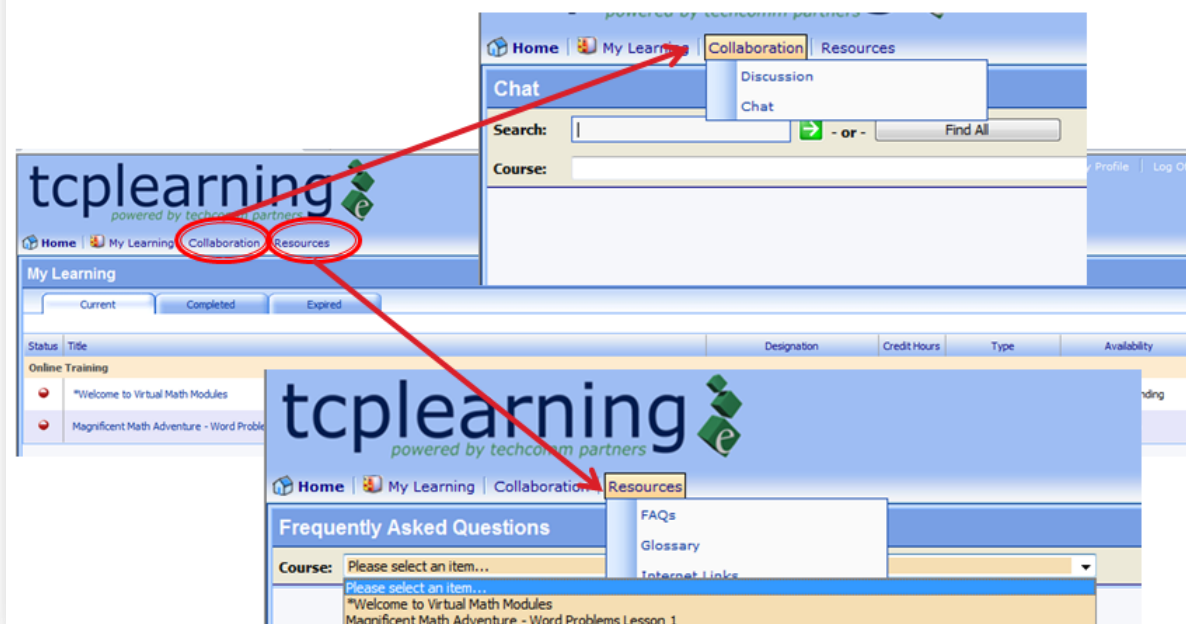 powered by techcomm partners
Home My Learning Collaboration Resources
Discussion
Chat
Chat
Search: - or - Find All
Course:
Profile Log
tcplearning
powered by techcomm partners
Home My Learning Collaboration Resources
My Learning
Current Completed Expired
Status Title Designation Credit Hours Type Availability
Online Training
*Welcome to Virtual Math Modules
Magnificent Math Adventure - Word
tcplearning
e
powered by techcomm partners
Home My Learning Collaboration Resources
FAQs
Glossary
Internet Links
Frequently Asked Questions
Course: Please select an item...
Please select an item...
*Welcome to Virtual Math Modules
Magnificent Math Adventure - Word Problems Lesson 1